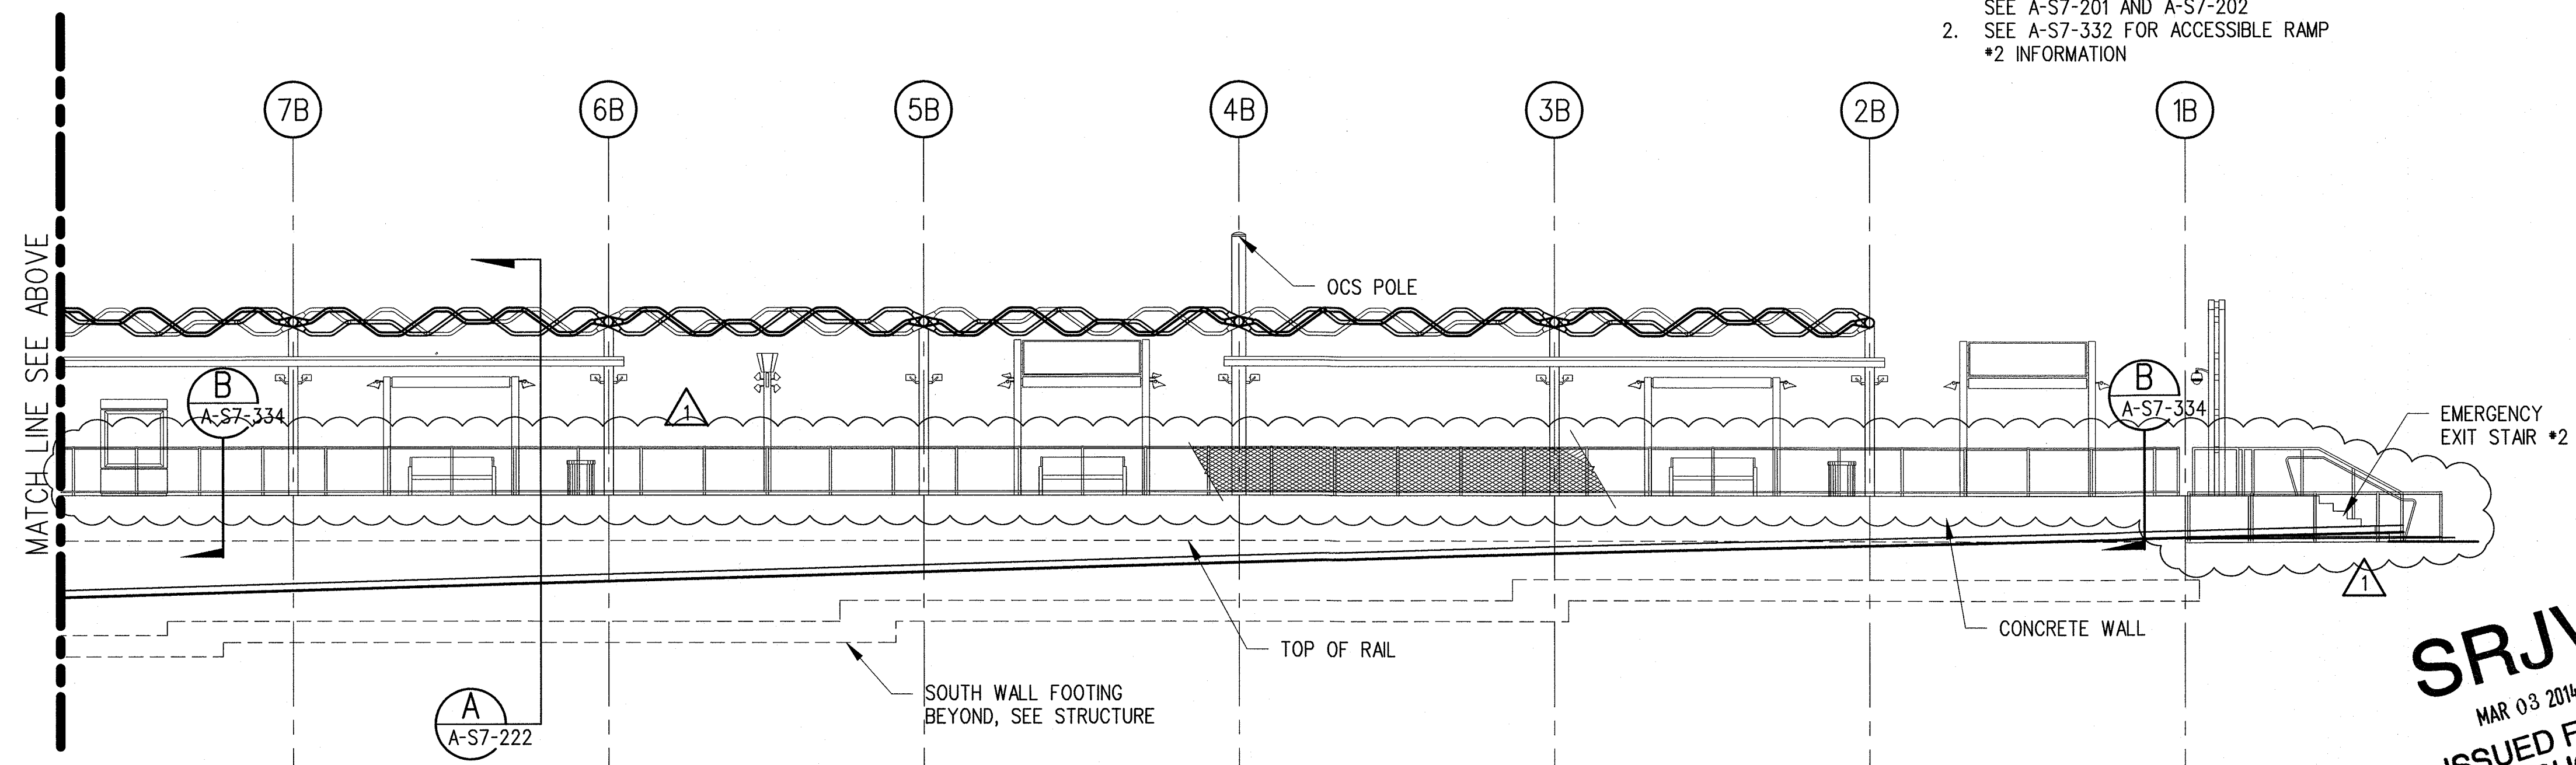 SEE A-S7-201 AND A-S7-202
2. SEE A-S7-332 FOR ACCESSIBLE RAMP
#2 INFORMATION
7B
6B
5B
4B
3B
2B
1B
MATCH LINE SEE ABOVE
OCS POLE
B
A-S7-334
1
B
A-S7-334
EMERGENCY
EXIT STAIR #2
1
CONCRETE WALL
TOP OF RAIL
SOUTH WALL FOOTING
BEYOND, SEE STRUCTURE
A
A-S7-222
SRJV
MAR 03 2014
ISSUED F